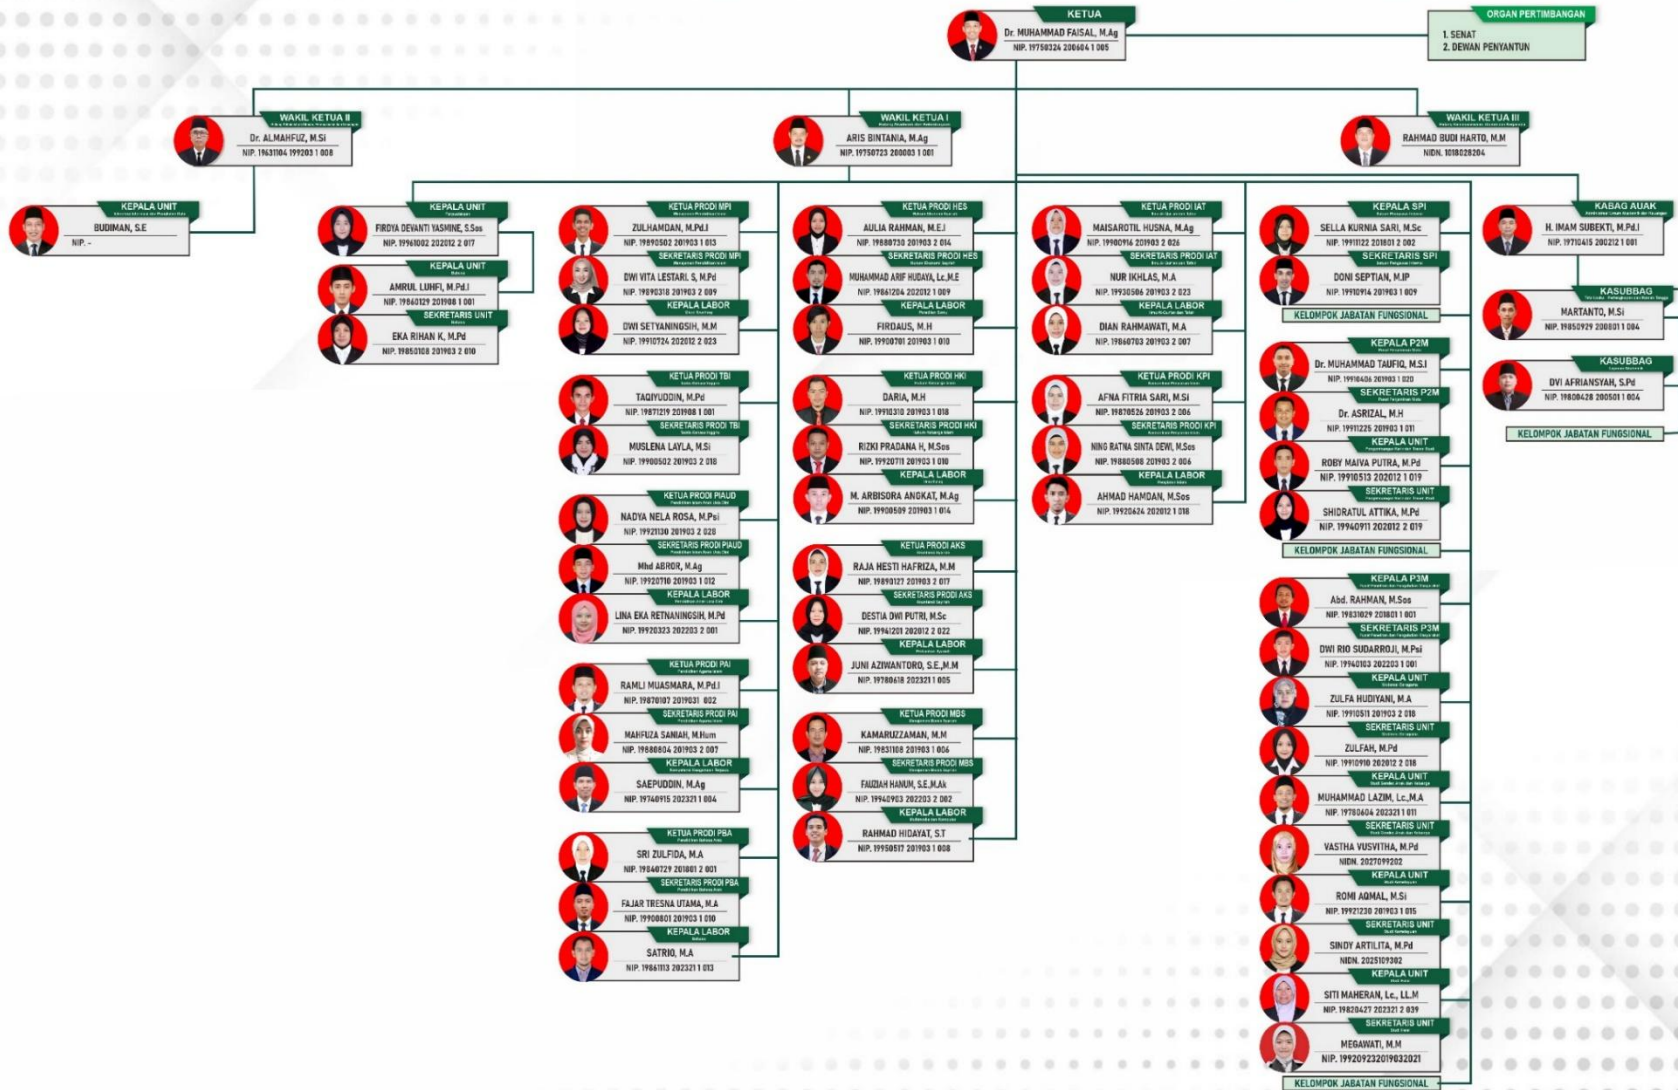 KETUA
Dr. MUHAMMAD FAISAL, M.Ag
NIP. 19750324 200604 1 005
ORGAN PERTIMBANGAN
1. SENAT
2. DEWAN PENYANTUN
WAKIL KETUA II
Dr. ALMAHFUZ, M.Si
NIP. 19631104 199203 1 008
WAKIL KETUA I
ARIS BINTANIA, M.Ag
NIP. 19750723 200003 1 001
WAKIL KETUA III
RAHMAD BUDI HARTO, M.M
NIDN. 1018028204
KEPALA UNIT
BUDIMAN, S.E
NIP. -
KEPALA UNIT
Perpustakaan
FIRDYA DEVANTI YASMINE, S.Sos
NIP. 19961002 202012 2 017
KEPALA UNIT
Bahasa
AMRUL LUHFI, M.Pd.I
NIP. 19860129 201908 1 001
SEKRETARIS UNIT
Bahasa
EKA RIHAN K, M.Pd
NIP. 19850108 201903 2 010
KETUA PRODI MPI
ZULHAMDAN, M.Pd.I
NIP. 19890502 201903 1 013
SEKRETARIS PRODI MPI
DWI VITA LESTARI. S, M.Pd
NIP. 19890318 201903 2 009
KEPALA LABOR
DWI SETYANINGSIH, M.M
NIP. 19910724 202012 2 023
KETUA PRODI TBI
TAQIYUDDIN, M.Pd
NIP. 19871219 201908 1 001
SEKRETARIS PRODI TBI
MUSLENA LAYLA, M.Si
NIP. 19900502 201903 2 018
KETUA PRODI PIAUD
NADYA NELA ROSA, M.Psi
NIP. 19921130 201903 2 028
SEKRETARIS PRODI PIAUD
Mhd ABROR, M.Ag
NIP. 19920710 201903 1 012
KEPALA LABOR
LINA EKA RETNANINGSIH, M.Pd
NIP. 19920323 202203 2 001
KETUA PRODI PAI
RAMLI MUASMARA, M.Pd.I
NIP. 19870107 2019031 002
SEKRETARIS PRODI PAI
MAHFUZA SANIAH, M.Hum
NIP. 19880804 201903 2 007
KEPALA LABOR
SAEPUDDIN, M.Ag
NIP. 19740915 202321 1 004
KETUA PRODI PBA
SRI ZULFIDA, M.A
NIP. 19840729 201801 2 001
SEKRETARIS PRODI PBA
FAJAR TRESNA UTAMA, M.A
NIP. 19900801 201903 1 010
KEPALA LABOR
Bahasa
SATRIO, M.A
NIP. 19861113 202321 1 013
KETUA PRODI HES
AULIA RAHMAN, M.E.I
NIP. 19880730 201903 2 014
SEKRETARIS PRODI HES
MUHAMMAD ARIF HUDAYA, Lc.,M.E
NIP. 19861204 202012 1 009
KEPALA LABOR
FIRDAUS, M.H
NIP. 19900701 201903 1 010
KETUA PRODI HKI
DARIA, M.H
NIP. 19910310 201903 1 018
SEKRETARIS PRODI HKI
RIZKI PRADANA H, M.Sos
NIP. 19920711 201903 1 010
KEPALA LABOR
M. ARBISORA ANGKAT, M.Ag
NIP. 19900509 201903 1 014
KETUA PRODI AKS
RAJA HESTI HAFRIZA, M.M
NIP. 19890127 201903 2 017
SEKRETARIS PRODI AKS
DESTIA DWI PUTRI, M.Sc
NIP. 19941201 202012 2 022
KEPALA LABOR
JUNI AZIWANTORO, S.E.,M.M
NIP. 19780618 202321 1 005
KETUA PRODI MBS
KAMARUZZAMAN, M.M
NIP. 19831108 201903 1 006
SEKRETARIS PRODI MBS
FAUZIAH HANUM, S.E.,M.Ak
NIP. 19940903 202203 2 002
KEPALA LABOR
RAHMAD HIDAYAT, S.T
NIP. 19950517 201903 1 008
KETUA PRODI IAT
MAISAROTIL HUSNA, M.Ag
NIP. 19900916 201903 2 026
SEKRETARIS PRODI IAT
NUR IKHLAS, M.A
NIP. 19930506 201903 2 023
KEPALA LABOR
DIAN RAHMAWATI, M.A
NIP. 19860703 201903 2 007
KETUA PRODI KPI
AFNA FITRIA SARI, M.Si
NIP. 19870526 201903 2 006
SEKRETARIS PRODI KPI
NING RATNA SINTA DEWI, M.Sos
NIP. 19880508 201903 2 006
KEPALA LABOR
AHMAD HAMDAN, M.Sos
NIP. 19920624 202012 1 018
KEPALA SPI
SELLA KURNIA SARI, M.Sc
NIP. 19911122 201801 2 002
SEKRETARIS SPI
DONI SEPTIAN, M.IP
NIP. 19910914 201903 1 009
KELOMPOK JABATAN FUNGSIONAL
KEPALA P2M
Dr. MUHAMMAD TAUFIQ, M.S.I
NIP. 19910406 201903 1 020
SEKRETARIS P2M
Dr. ASRIZAL, M.H
NIP. 19911225 201903 1 011
KEPALA UNIT
ROBY MAIVA PUTRA, M.Pd
NIP. 19910513 202012 1 019
SEKRETARIS UNIT
SHIDRATUL ATTIKA, M.Pd
NIP. 19940911 202012 2 019
KELOMPOK JABATAN FUNGSIONAL
KEPALA P3M
Abd. RAHMAN, M.Sos
NIP. 19831029 201801 1 001
SEKRETARIS P3M
DWI RIO SUDARROJI, M.Psi
NIP. 19940103 202203 1 001
KEPALA UNIT
ZULFA HUDIYANI, M.A
NIP. 19910511 201903 2 018
SEKRETARIS UNIT
ZULFAH, M.Pd
NIP. 19910910 202012 2 018
KEPALA UNIT
MUHAMMAD LAZIM, Lc.,M.A
NIP. 19780604 202321 1 011
SEKRETARIS UNIT
VASTHA VUSVITHA, M.Pd
NIDN. 2027099202
KEPALA UNIT
ROMI AQMAL, M.Si
NIP. 19921230 201903 1 015
SEKRETARIS UNIT
SINDY ARTILITA, M.Pd
NIDN. 2025109302
KEPALA UNIT
SITI MAHERAN, Lc., LL.M
NIP. 19820427 202321 2 039
SEKRETARIS UNIT
MEGAWATI, M.M
NIP. 199209232019032021
KELOMPOK JABATAN FUNGSIONAL
KABAG AUAK
H. IMAM SUBEKTI, M.Pd.I
NIP. 19710415 200212 1 001
KASUBBAG
MARTANTO, M.Si
NIP. 19850929 200801 1 004
KASUBBAG
DVI AFRIANSYAH, S.Pd
NIP. 19800428 200501 1 004
KELOMPOK JABATAN FUNGSIONAL